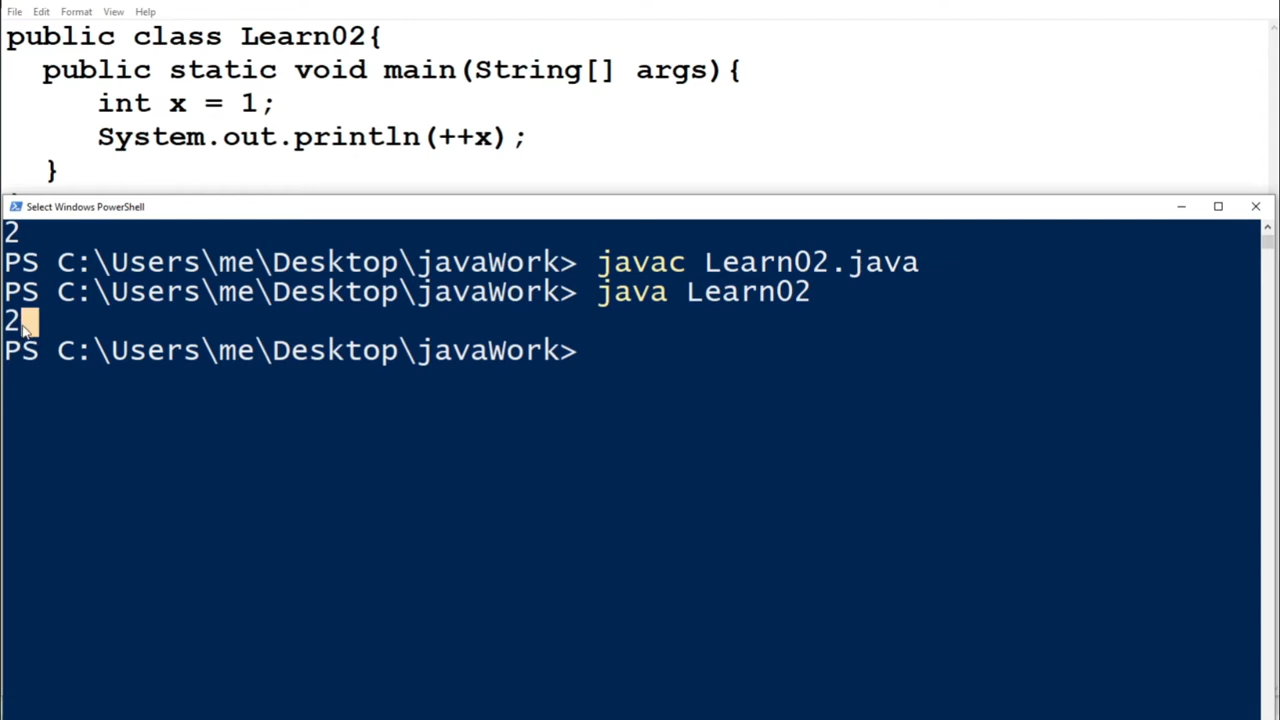 File Edit Format View Help
public class Learn02{
public static void main(String[] args){
int x = 1;
System.out.println(++x);
}
Select Windows PowerShell
2
PS C:\Users\me\Desktop\javaWork> javac Learn02.java
PS C:\Users\me\Desktop\javaWork> java Learn02
2
PS C:\Users\me\Desktop\javaWork>